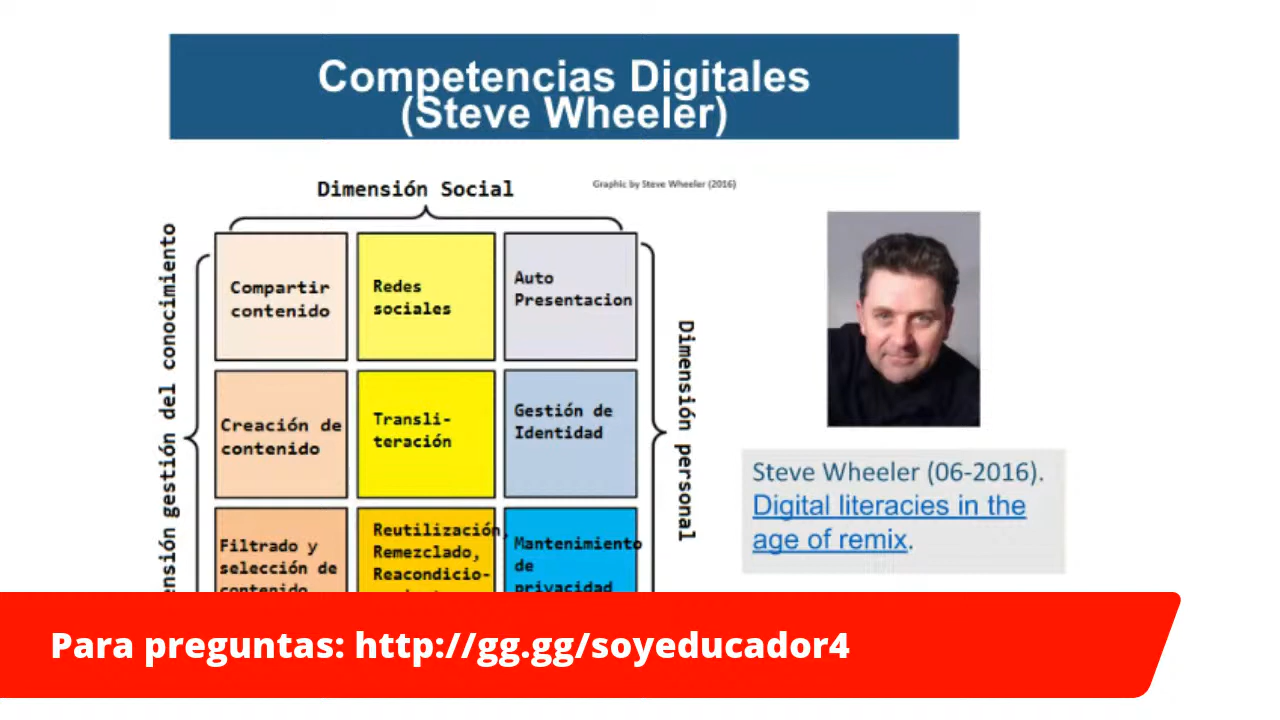 Competencias Digitales
(Steve Wheeler)
Dimensión Social
Graphic by Steve Wheeler (2016)
Compartir
contenido
Redes
sociales
Auto
Presentacion
Creación de
contenido
Transli-
teración
Gestión de
Identidad
Filtrado y
selección de
contenido
Reutilización,
Remezclado,
Reacondicio-
Mantenimiento
de
privacidad
gestión del conocimiento
Dimensión personal
Steve Wheeler (06-2016).
Digital literacies in the
age of remix.
Para preguntas: http://gg.gg/soyeducador4